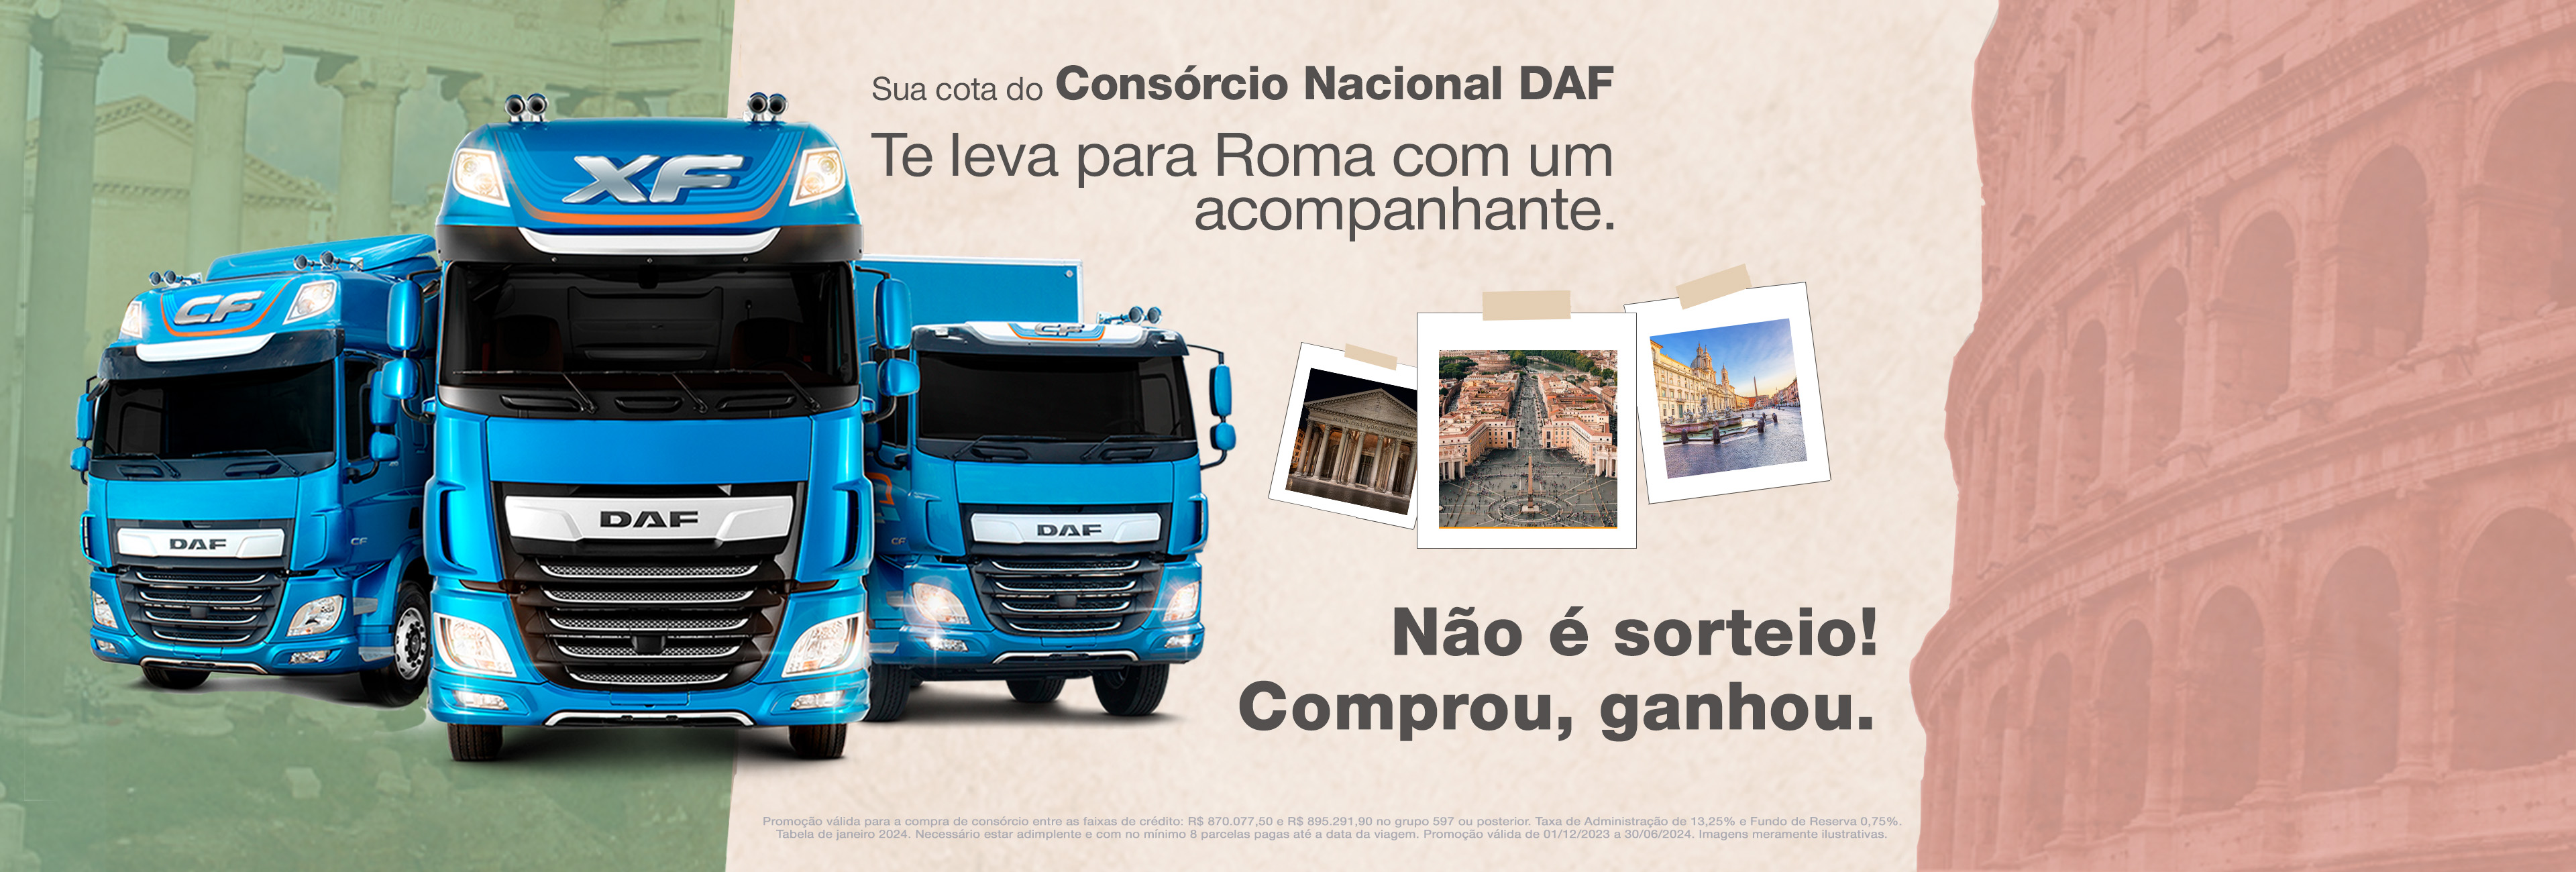 Sua cota do Consórcio Nacional DAF
Te leva para Roma com um
acompanhante.
XF
CF
CF
DAF
DAF
DAF
CF
CF
Não é sorteio!
Comprou, ganhou.
Promoção válida para a compra de consórcio entre as faixas de crédito: R$ 870.077,50 e R$ 895.291,90 no grupo 597 ou posterior. Taxa de Administração de 13,25% e Fundo de Reserva 0,75%.
Tabela de janeiro 2024. Necessário estar adimplente e com no mínimo 8 parcelas pagas até a data da viagem. Promoção válida de 01/12/2023 a 30/06/2024. Imagens meramente ilustrativas.